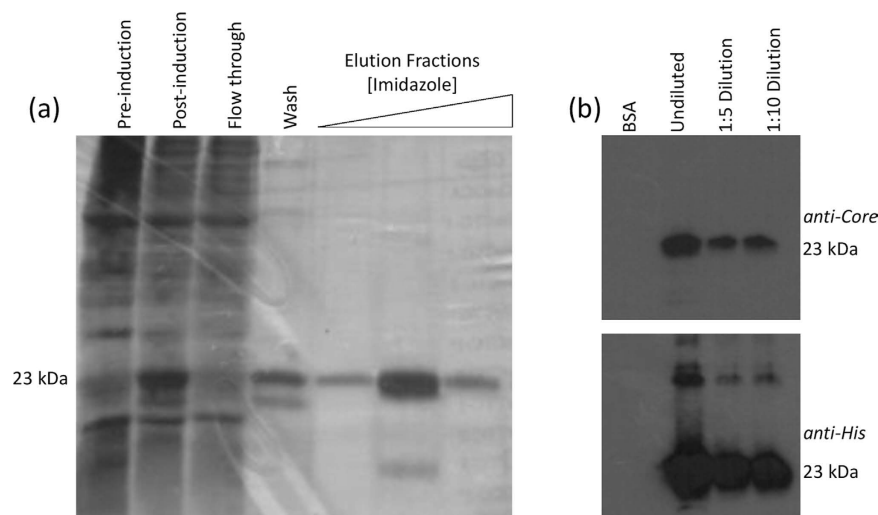 (a)
Pre-induction
Post-induction
Flow through
Wash
Elution Fractions
[Imidazole]
23 kDa
(b)
BSA
Undiluted
1:5 Dilution
1:10 Dilution
anti-Core
23 kDa
anti-His
23 kDa